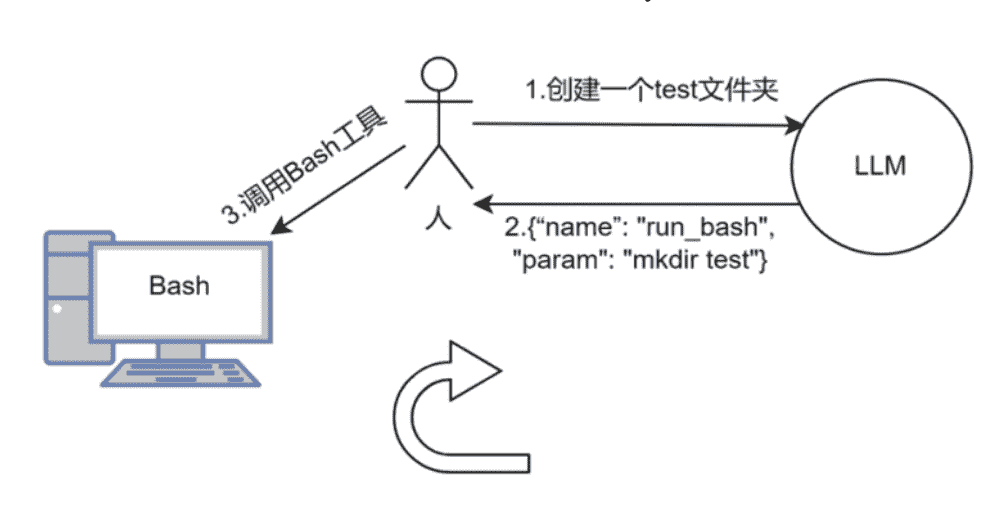 1.创建一个test文件夹
LLM
3.调用Bash工具
人
2.{“name”: "run_bash",
"param": "mkdir test"}
Bash